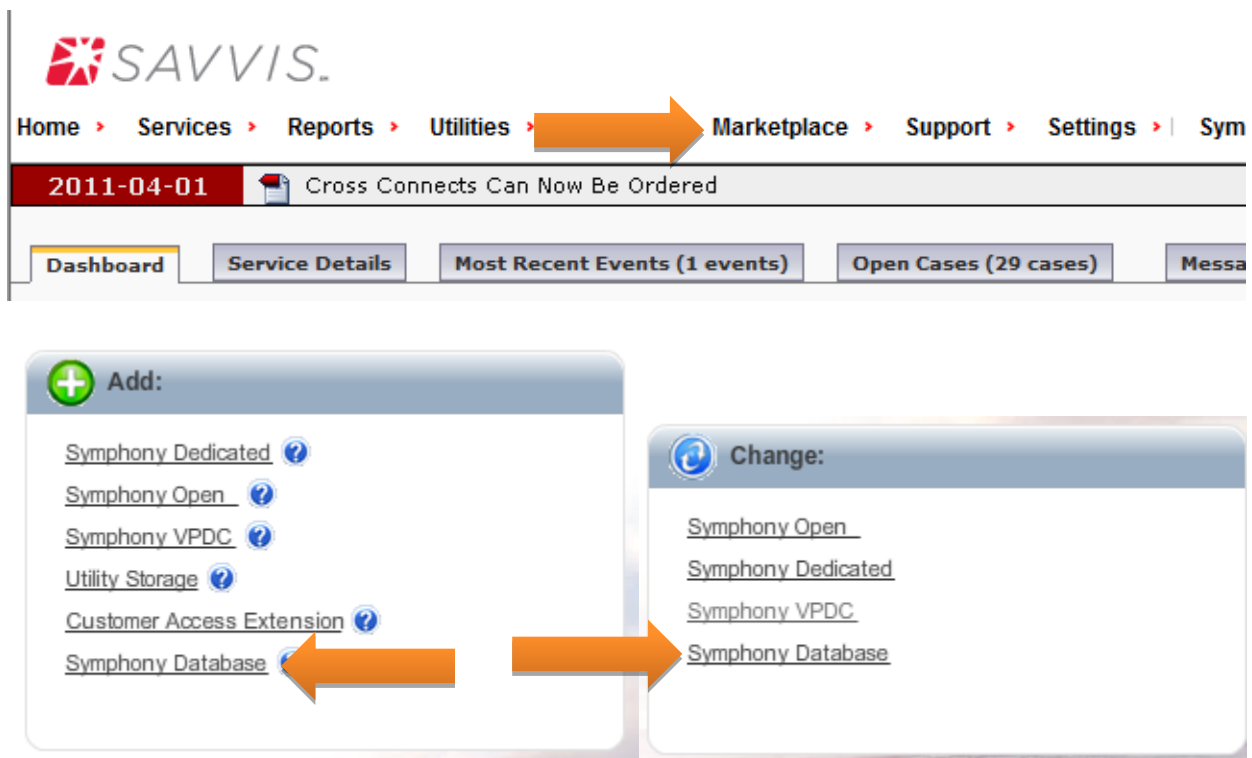 SAVVIS
Home Services Reports Utilities Marketplace Support Settings Sym
2011-04-01 Cross Connects Can Now Be Ordered
Dashboard Service Details Most Recent Events (1 events) Open Cases (29 cases) Messa
Add:
Symphony Dedicated ?
Symphony Open ?
Symphony VPDC ?
Utility Storage ?
Customer Access Extension ?
Symphony Database
Change:
Symphony Open
Symphony Dedicated
Symphony VPDC
Symphony Database